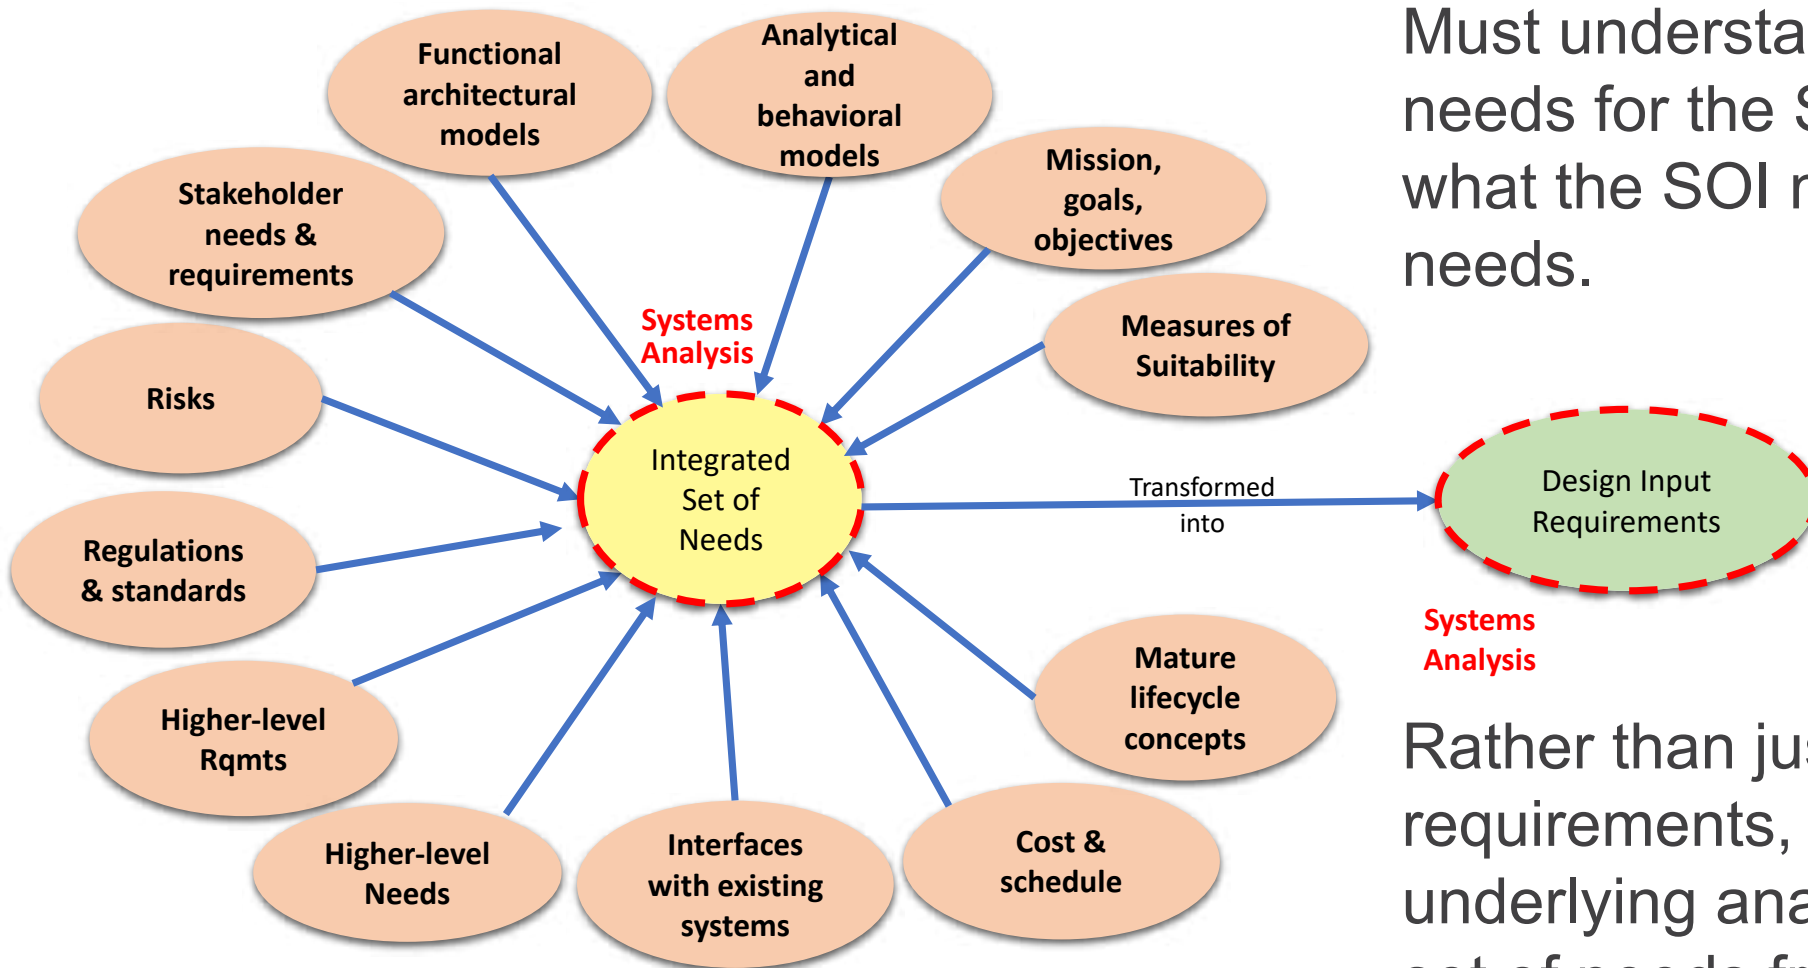 Functional
architectural
models
Analytical
and
behavioral
models
Mission,
goals,
objectives
Stakeholder
needs &
requirements
Measures of
Suitability
Systems
Analysis
Risks
Integrated
Set of
Needs
Transformed
into
Design Input
Requirements
Systems
Analysis
Regulations
& standards
Higher-level
Rqmts
Higher-level
Needs
Interfaces
with existing
systems
Cost &
schedule
Mature
lifecycle
concepts
Must
needs for the
what the SOI
needs.
Rather than
requirements,
underlying
set of needs